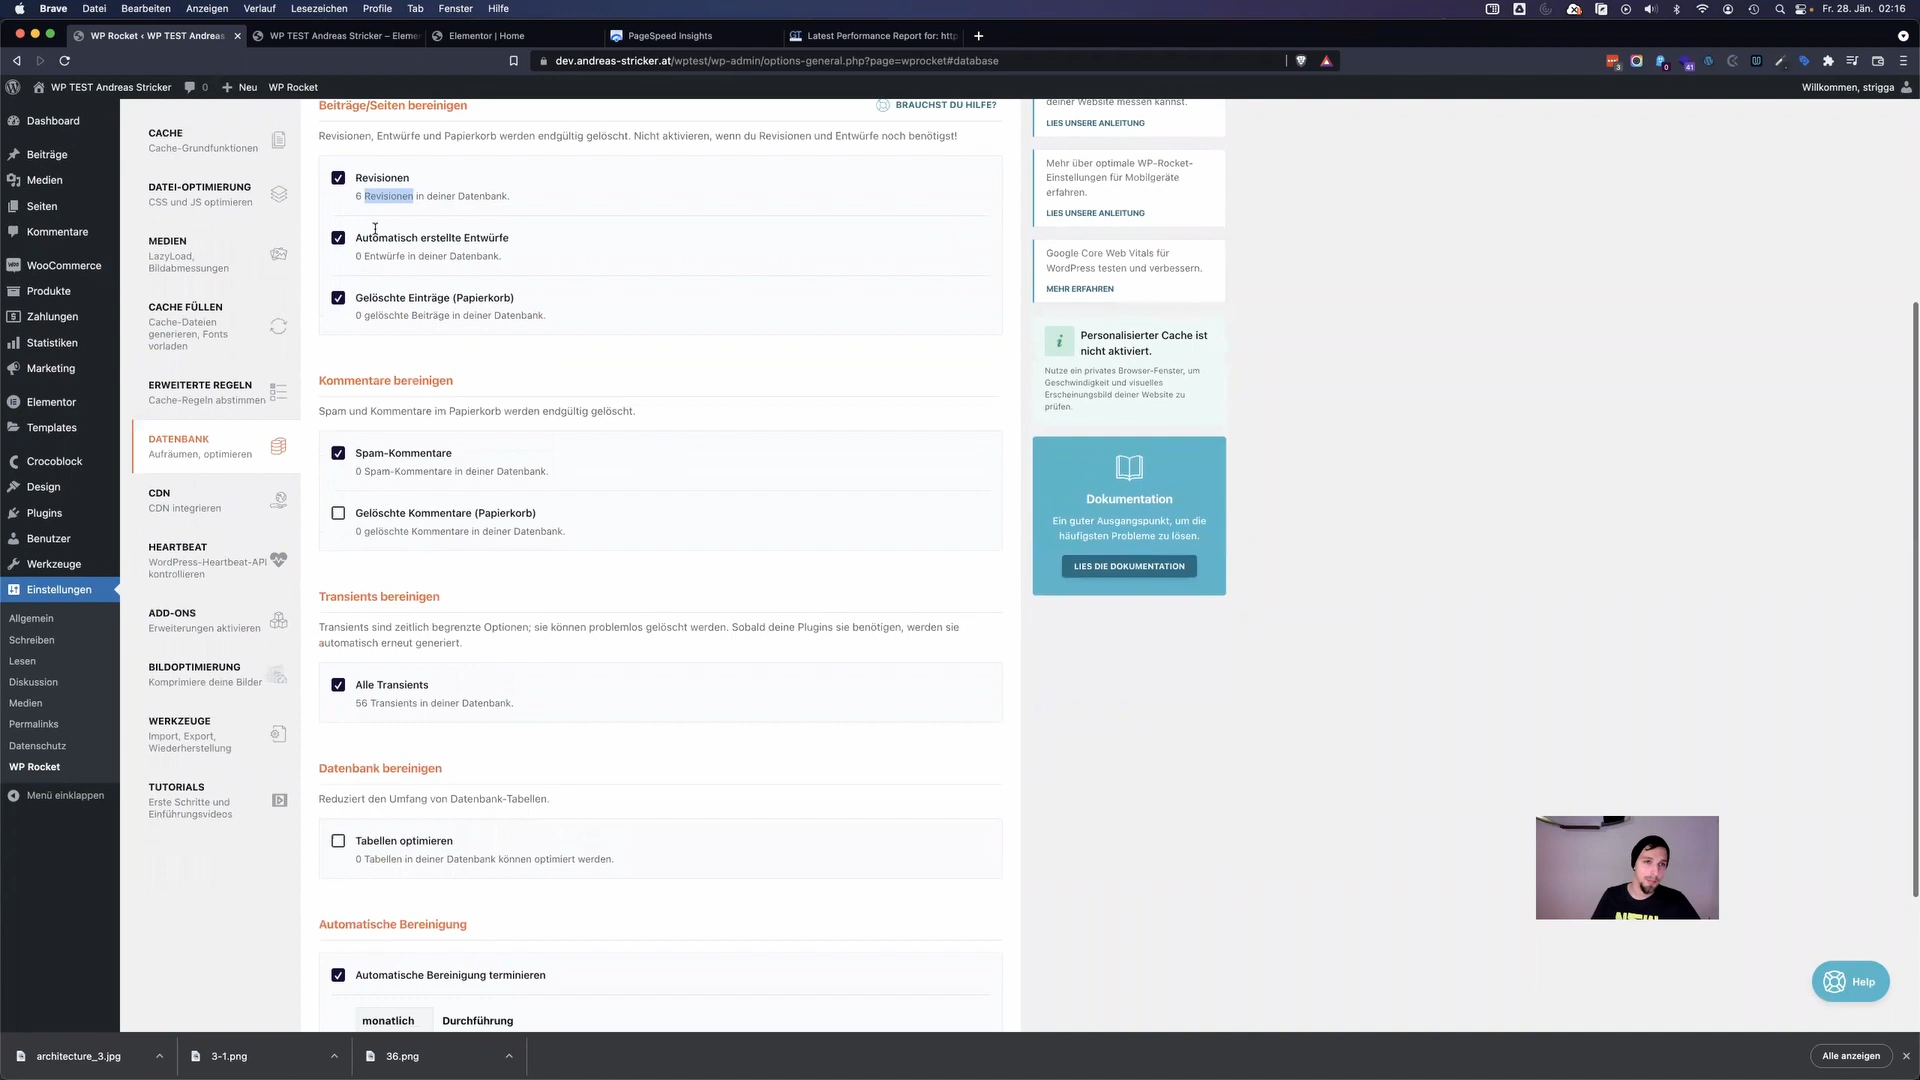 Brave Datei Bearbeiten Anzeigen Verlauf Lesezeichen Profile Tab Fenster Hilfe
Fr. 28. Jän. 02:16
WP Rocket ‹ WP TEST Andreas
WP TEST Andreas Stricker – Eleme
Elementor | Home
PageSpeed Insights
Latest Performance Report for: http
dev.andreas-stricker.at/wptest/wp-admin/options-general.php?page=wprocket#database
WP TEST Andreas Stricker
0
Neu
WP Rocket
Willkommen, strigga
Dashboard
Beiträge
Medien
Seiten
Kommentare
WooCommerce
Produkte
Zahlungen
Statistiken
Marketing
Elementor
Templates
Crocoblock
Design
Plugins
Benutzer
Werkzeuge
Einstellungen
Allgemein
Schreiben
Lesen
Diskussion
Medien
Permalinks
Datenschutz
WP Rocket
Menü einklappen
CACHE
Cache-Grundfunktionen
DATEI-OPTIMIERUNG
CSS und JS optimieren
MEDIEN
LazyLoad,
Bildabmessungen
CACHE FÜLLEN
Cache-Dateien
generieren, Fonts
vorladen
ERWEITERTE REGELN
Cache-Regeln abstimmen
DATENBANK
Aufräumen, optimieren
CDN
CDN integrieren
HEARTBEAT
WordPress-Heartbeat-API
kontrollieren
ADD-ONS
Erweiterungen aktivieren
BILDOPTIMIERUNG
Komprimiere deine Bilder
WERKZEUGE
Import, Export,
Wiederherstellung
TUTORIALS
Erste Schritte und
Einführungsvideos
Beiträge/Seiten bereinigen
BRAUCHST DU HILFE?
Revisionen, Entwürfe und Papierkorb werden endgültig gelöscht. Nicht aktivieren, wenn du Revisionen und Entwürfe noch benötigst!
Revisionen
6 Revisionen in deiner Datenbank.
Automatisch erstellte Entwürfe
0 Entwürfe in deiner Datenbank.
Gelöschte Einträge (Papierkorb)
0 gelöschte Beiträge in deiner Datenbank.
Kommentare bereinigen
Spam und Kommentare im Papierkorb werden endgültig gelöscht.
Spam-Kommentare
0 Spam-Kommentare in deiner Datenbank.
Gelöschte Kommentare (Papierkorb)
0 gelöschte Kommentare in deiner Datenbank.
Transients bereinigen
Transients sind zeitlich begrenzte Optionen; sie können problemlos gelöscht werden. Sobald deine Plugins sie benötigen, werden sie
automatisch erneut generiert.
Alle Transients
56 Transients in deiner Datenbank.
Datenbank bereinigen
Reduziert den Umfang von Datenbank-Tabellen.
Tabellen optimieren
0 Tabellen in deiner Datenbank können optimiert werden.
Automatische Bereinigung
Automatische Bereinigung terminieren
monatlich Durchführung
deiner Website messen kannst.
LIES UNSERE ANLEITUNG
Mehr über optimale WP-Rocket-
Einstellungen für Mobilgeräte
erfahren.
LIES UNSERE ANLEITUNG
Google Core Web Vitals für
WordPress testen und verbessern.
MEHR ERFAHREN
Personalisierter Cache ist
nicht aktiviert.
Nutze ein privates Browser-Fenster, um
Geschwindigkeit und visuelles
Erscheinungsbild deiner Website zu
prüfen.
Dokumentation
Ein guter Ausgangspunkt, um die
häufigsten Probleme zu lösen.
LIES DIE DOKUMENTATION
Help
architecture_3.jpg
3-1.png
36.png
Alle anzeigen